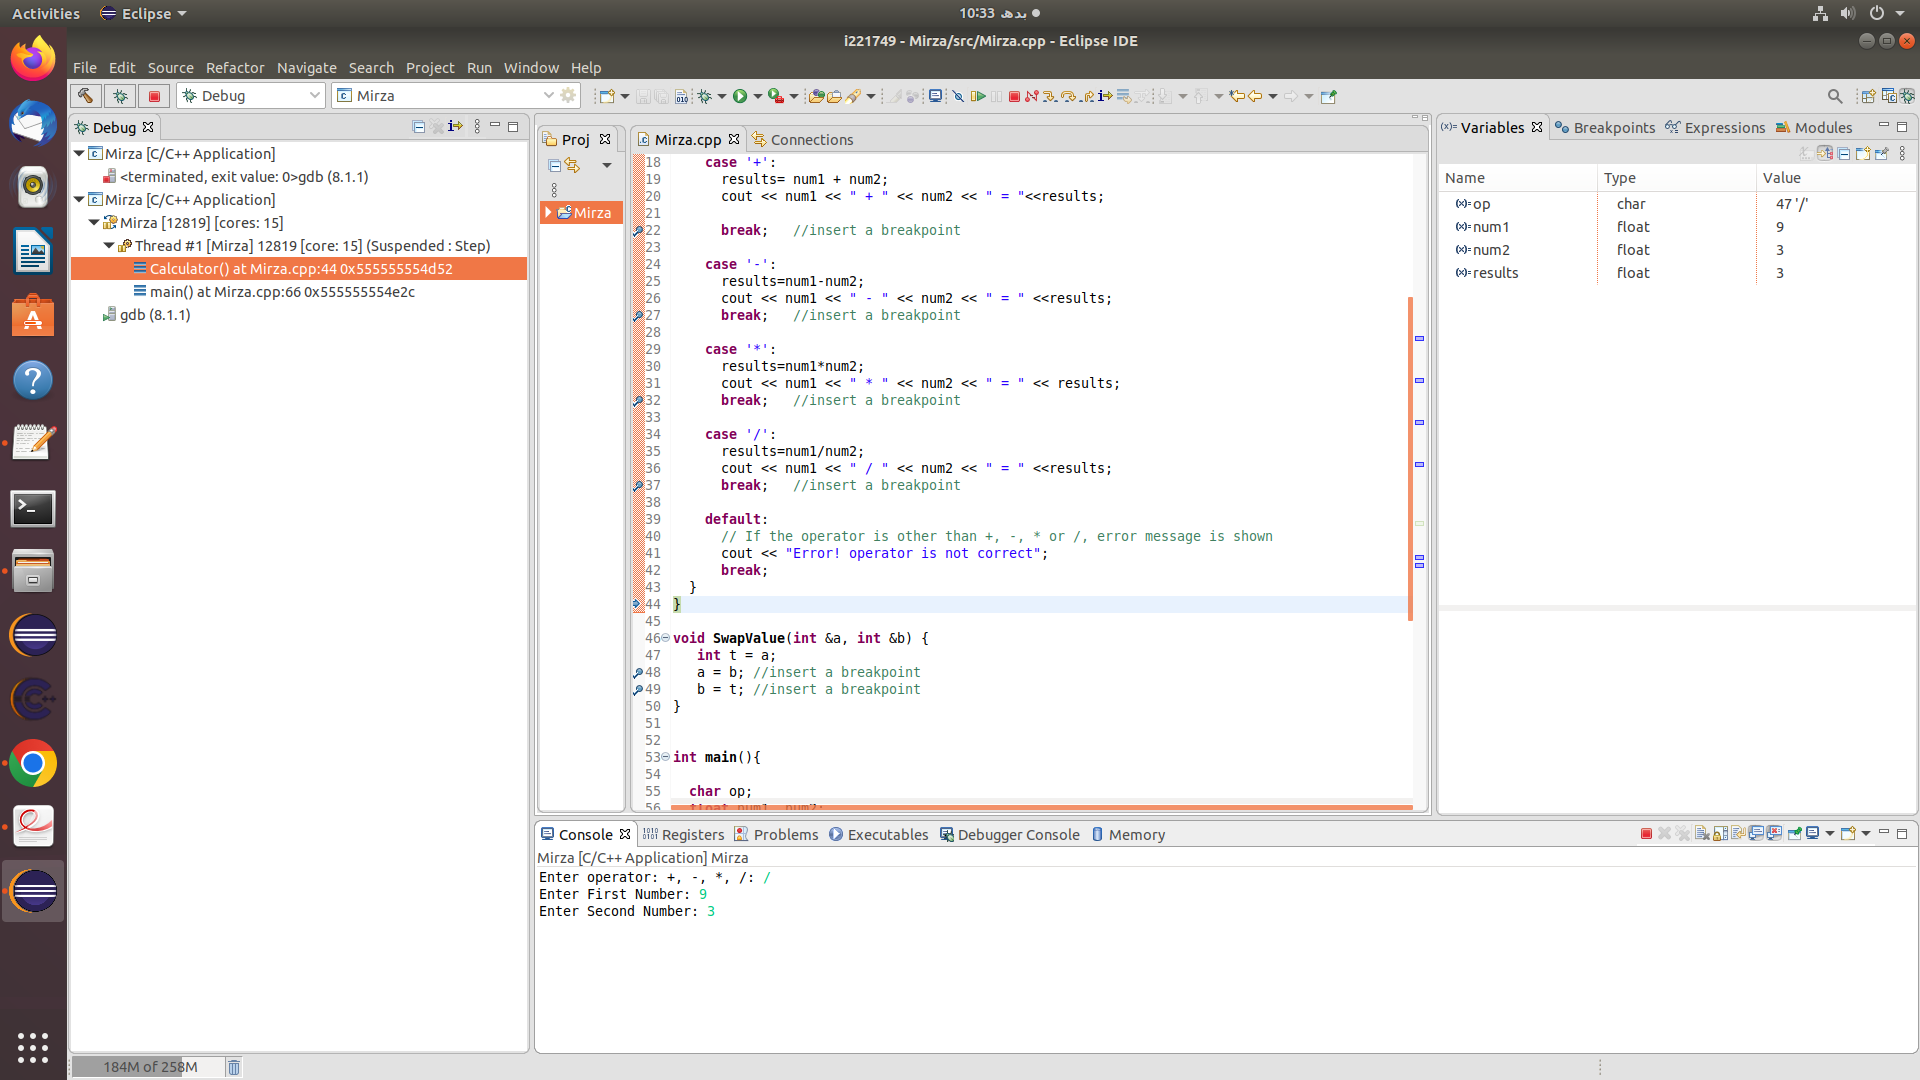 Activities
Eclipse
بدھ 10:33
i221749 - Mirza/src/Mirza.cpp - Eclipse IDE
File Edit Source Refactor Navigate Search Project Run Window Help
Debug
Mirza
Debug
Mirza [C/C++ Application]
<terminated, exit value: 0>gdb (8.1.1)
Mirza [C/C++ Application]
Mirza [12819] [cores: 15]
Thread #1 [Mirza] 12819 [core: 15] (Suspended : Step)
Calculator() at Mirza.cpp:44 0x555555554d52
main() at Mirza.cpp:66 0x555555554e2c
gdb (8.1.1)
Proj
Mirza
Mirza.cpp
Connections
18 case '+':
19 results= num1 + num2;
20 cout << num1 << " + " << num2 << " = "<<results;
21
22 break; //insert a breakpoint
23
24 case '-':
25 results=num1-num2;
26 cout << num1 << " - " << num2 << " = " <<results;
27 break; //insert a breakpoint
28
29 case '*':
30 results=num1*num2;
31 cout << num1 << " * " << num2 << " = " << results;
32 break; //insert a breakpoint
33
34 case '/':
35 results=num1/num2;
36 cout << num1 << " / " << num2 << " = " <<results;
37 break; //insert a breakpoint
38
39 default:
40 // If the operator is other than +, -, * or /, error message is shown
41 cout << "Error! operator is not correct";
42 break;
43 }
44 }
45
46 void SwapValue(int &a, int &b) {
47 int t = a;
48 a = b; //insert a breakpoint
49 b = t; //insert a breakpoint
50 }
51
52
53 int main(){
54
55 char op;
56 float num1, num2;
Variables Breakpoints Expressions Modules
Name Type Value
op char 47 '/'
num1 float 9
num2 float 3
results float 3
Console Registers Problems Executables Debugger Console Memory
Mirza [C/C++ Application] Mirza
Enter operator: +, -, *, /: /
Enter First Number: 9
Enter Second Number: 3
184M of 258M